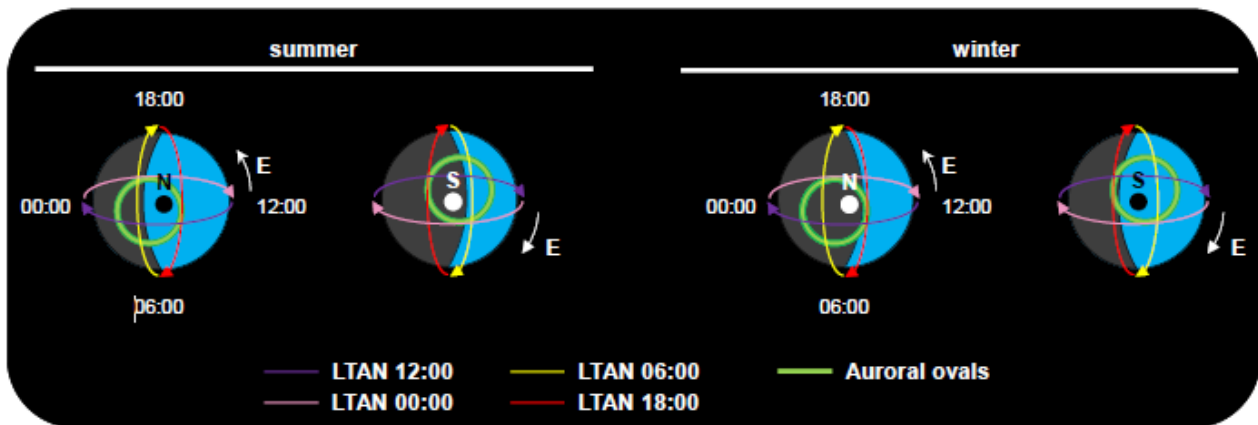 summer winter
18:00 18:00
E E
N S N S
00:00 12:00 00:00 12:00
E E
06:00 06:00
LTAN 12:00 LTAN 06:00 Auroral ovals
LTAN 00:00 LTAN 18:00